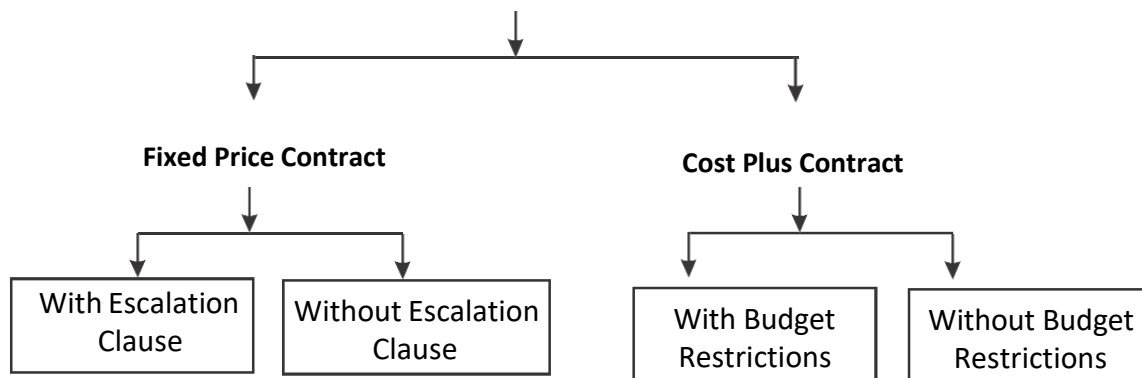 Fixed Price Contract
Cost Plus Contract
With Escalation
Clause
Without Escalation
Clause
With Budget
Restrictions
Without Budget
Restrictions